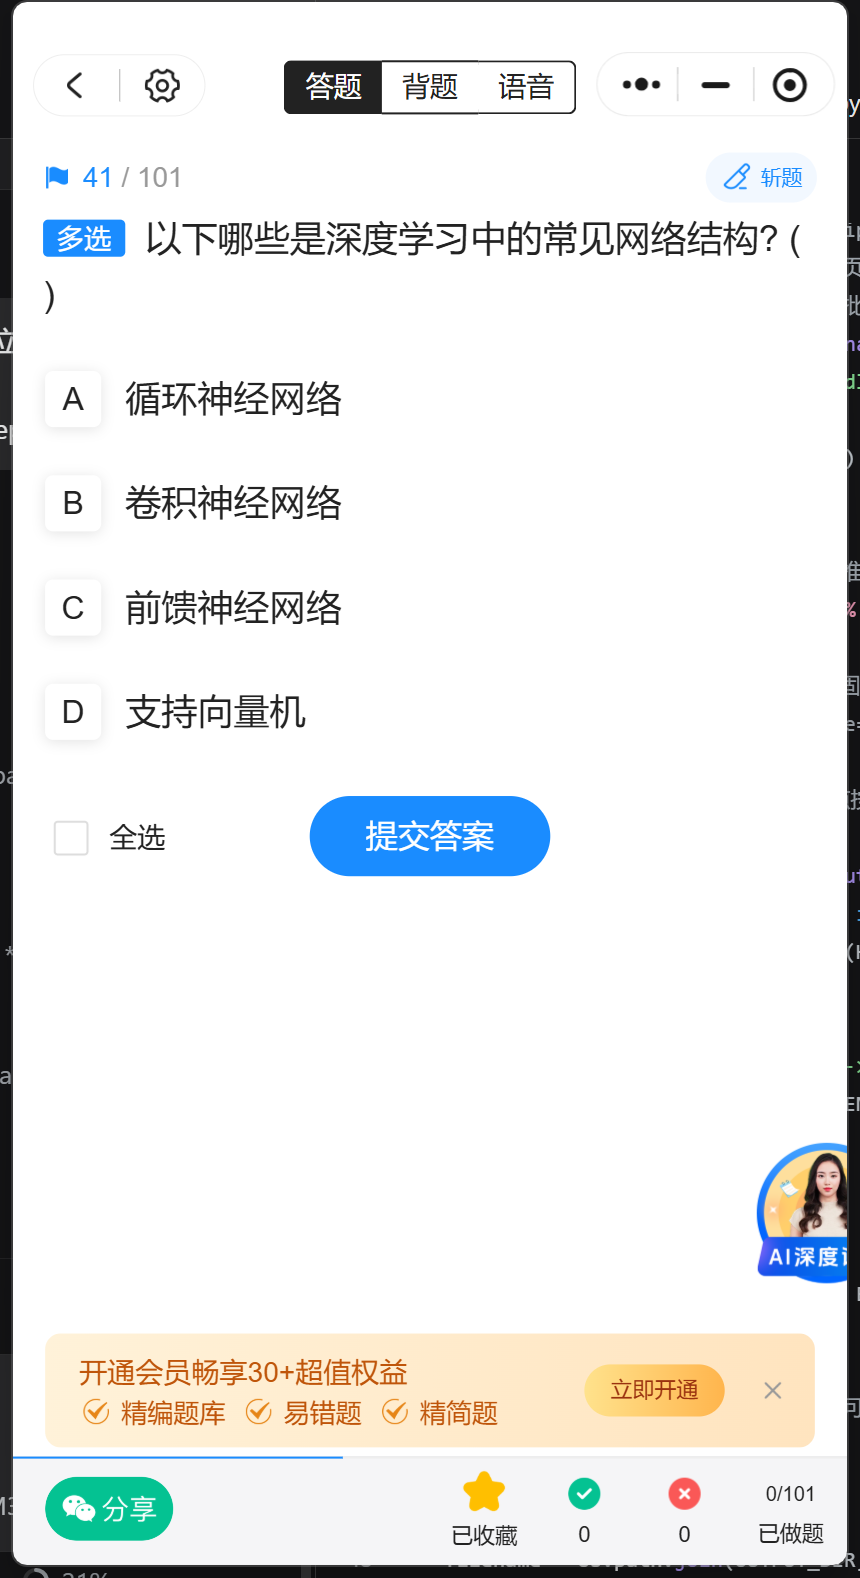 答题 背题 语音
41 / 101
斩题
多选 以下哪些是深度学习中的常见网络结构? (
)
A 循环神经网络
B 卷积神经网络
C 前馈神经网络
D 支持向量机
全选
提交答案
AI深度
开通会员畅享30+超值权益
精编题库 易错题 精简题
立即开通
分享
已收藏
0
0
0/101
已做题